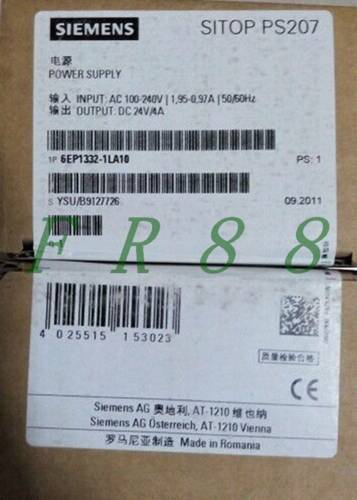 SIEMENS
SITOP PS207
电源
POWER SUPPLY
输入 INPUT: AC 100-240V | 1,95-0,97A | 50/60Hz
输出 OUTPUT: DC 24V/4A
1P 6EP1332-1LA10
PS: 1
S YSU/B9127726
09.2011
Q 1
FR88
4 025515 153023
质量检验合格
CE
Siemens AG 奥地利, AT-1210 维也纳
Siemens AG Österreich, AT-1210 Vienna
罗马尼亚制造 Made in Romania